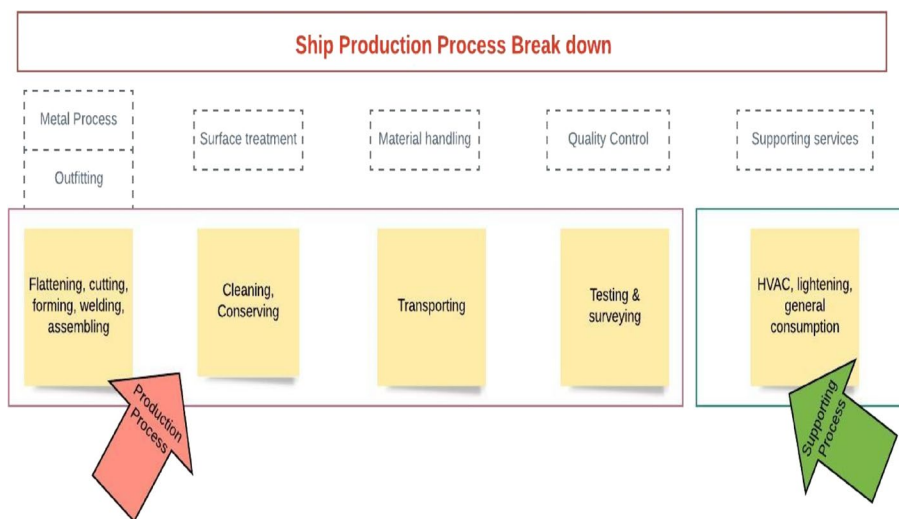 Ship Production Process Break down
Metal Process
Outfitting
Surface treatment
Material handling
Quality Control
Supporting services
Flattening, cutting,
forming, welding,
assembling
Cleaning,
Conserving
Transporting
Testing &
surveying
HVAC, lightening,
general
consumption
Production
Process
Supporting
Process